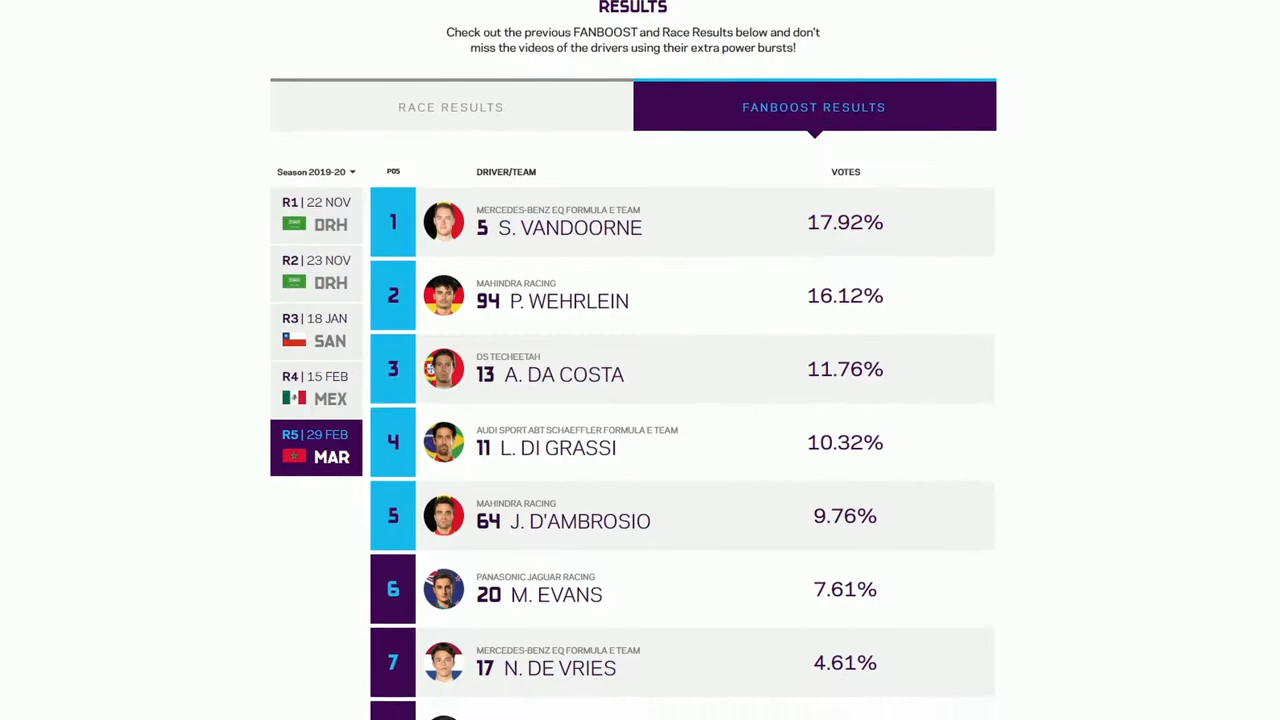 RESULTS
Check out the previous FANBOOST and Race Results below and don't
miss the videos of the drivers using their extra power bursts!
RACE RESULTS
FANBOOST RESULTS
Season 2019-20
POS
DRIVER/TEAM
VOTES
R1 | 22 NOV
DRH
R2 | 23 NOV
DRH
R3 | 18 JAN
SAN
R4 | 15 FEB
MEX
R5 | 29 FEB
MAR
1
MERCEDES-BENZ EQ FORMULA E TEAM
5 S. VANDOORNE
17.92%
2
MAHINDRA RACING
94 P. WEHRLEIN
16.12%
3
DS TECHEETAH
13 A. DA COSTA
11.76%
4
AUDI SPORT ABT SCHAEFFLER FORMULA E TEAM
11 L. DI GRASSI
10.32%
5
MAHINDRA RACING
64 J. D'AMBROSIO
9.76%
6
PANASONIC JAGUAR RACING
20 M. EVANS
7.61%
7
MERCEDES-BENZ EQ FORMULA E TEAM
17 N. DE VRIES
4.61%